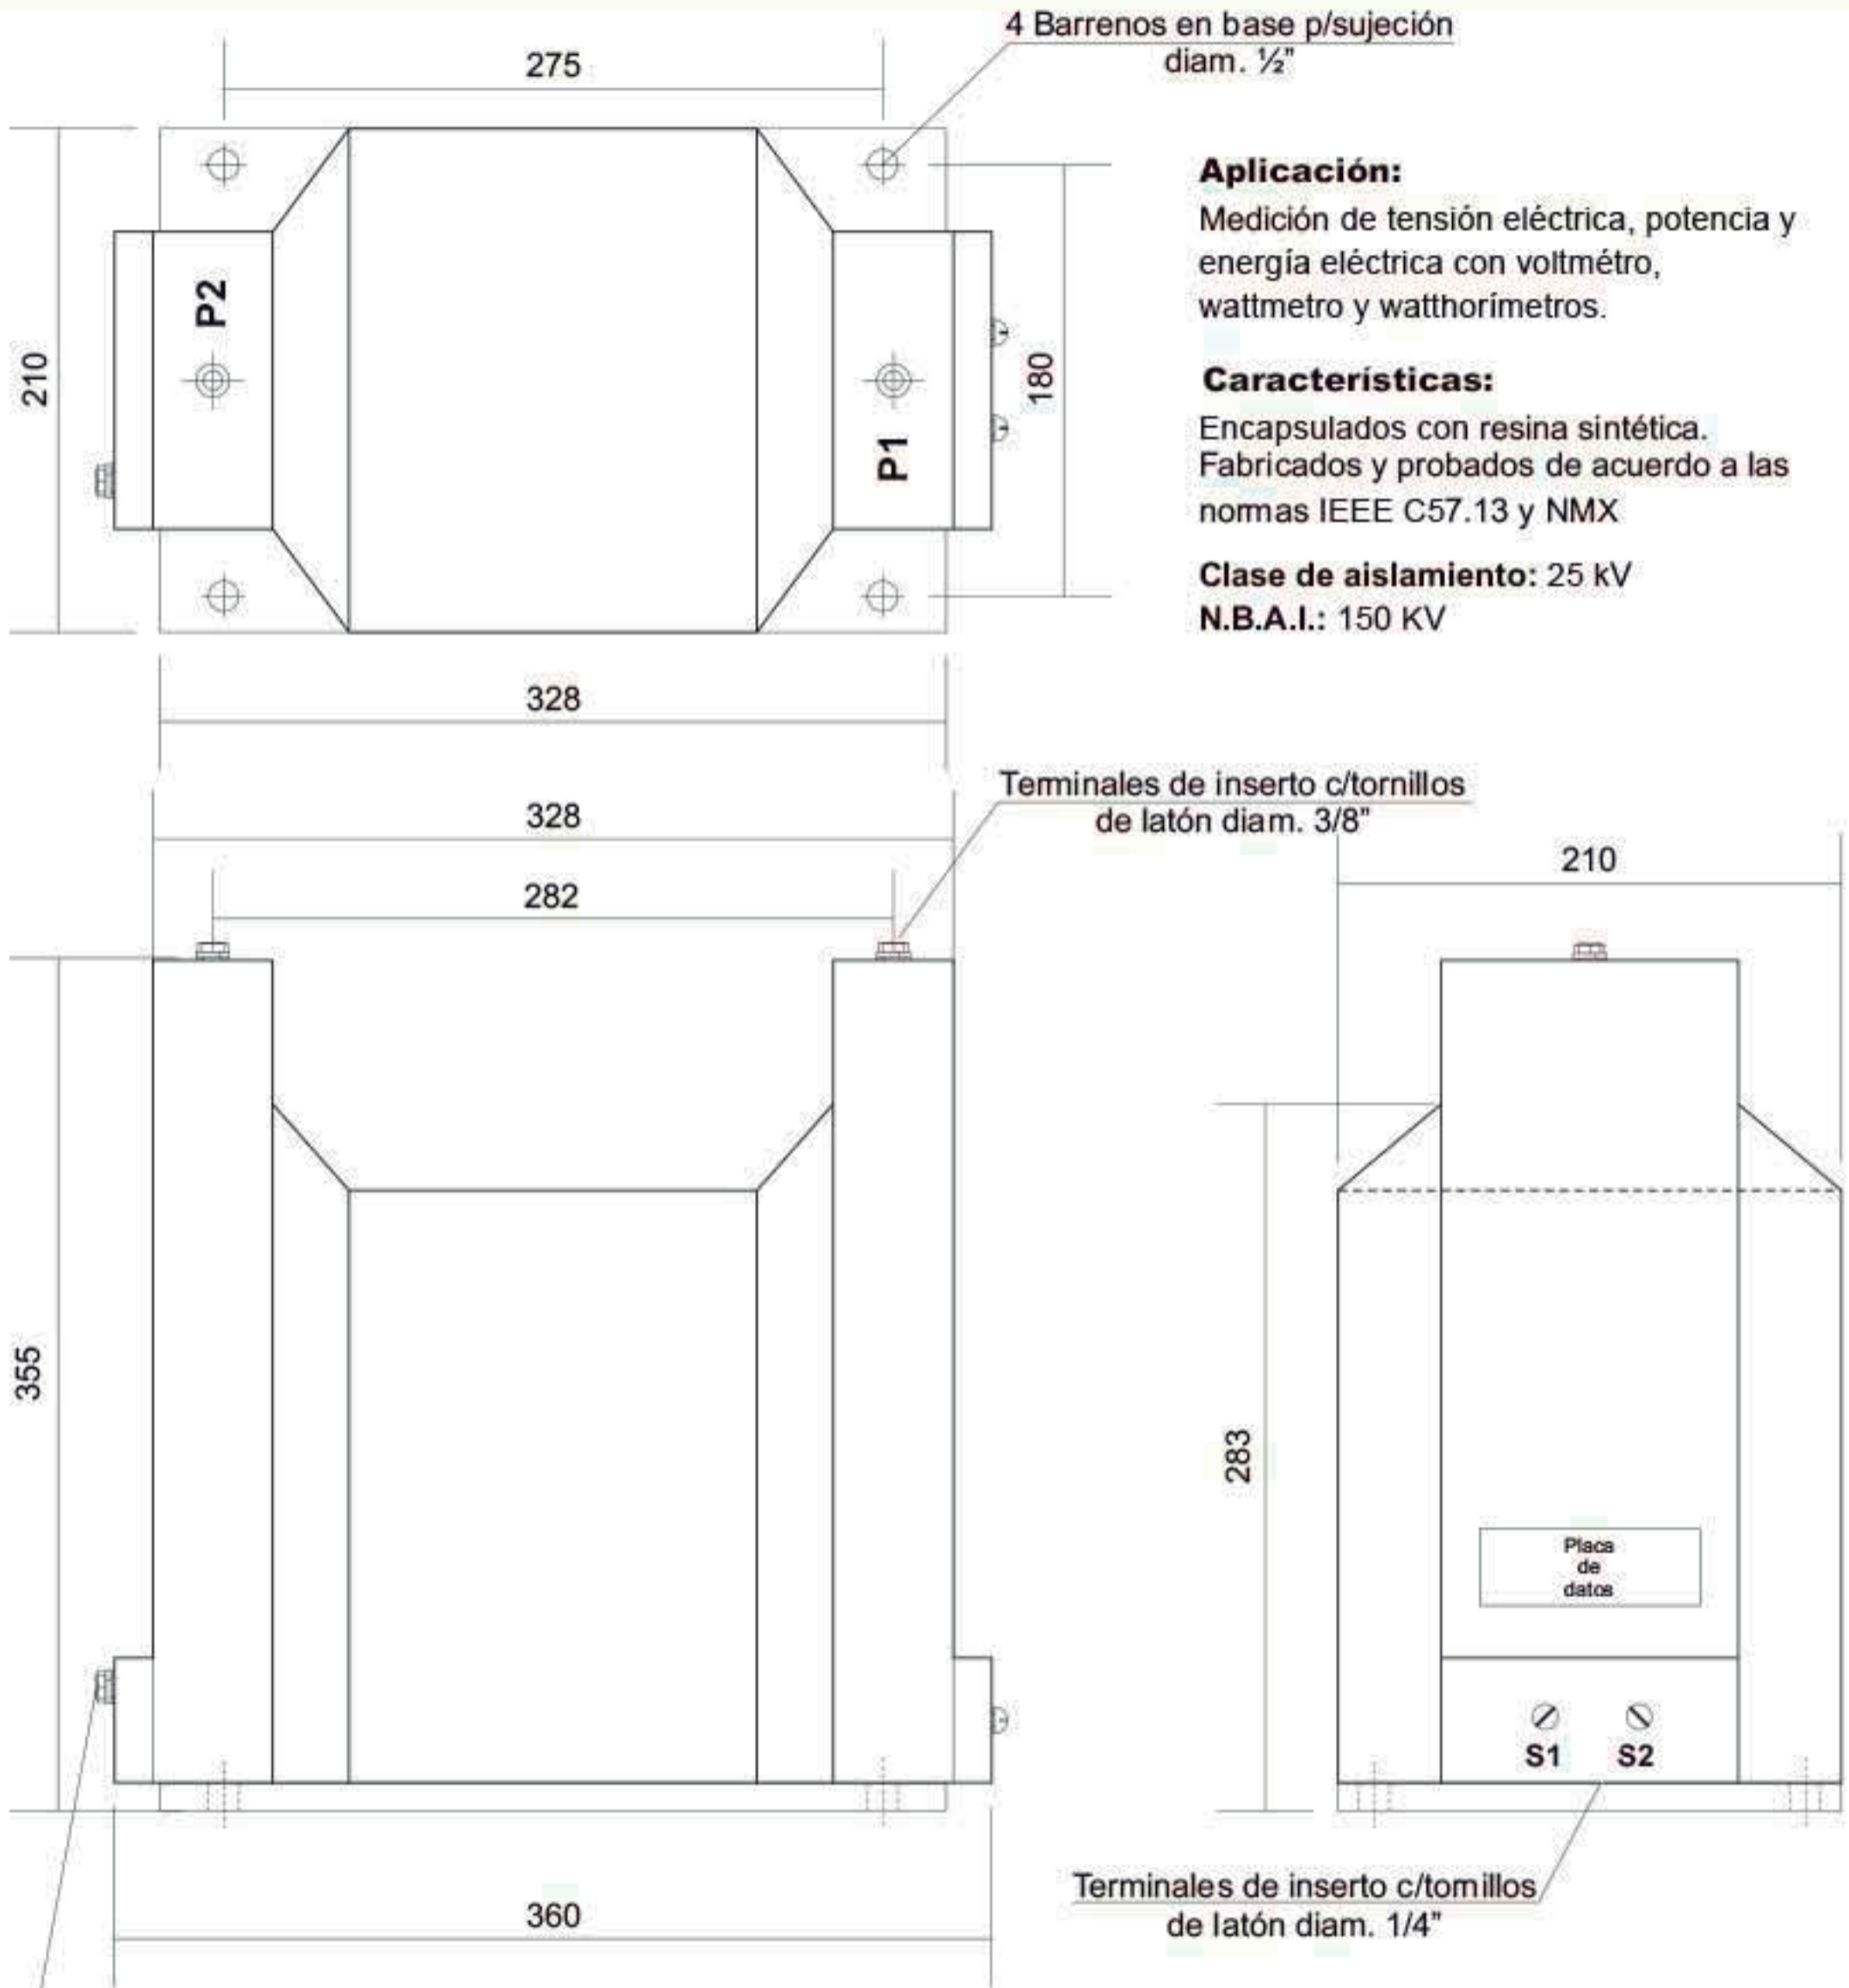 4 Barrenos en base p/sujeción
diam. ½"
275
Aplicación:
Medición de tensión eléctrica, potencia y
energía eléctrica con voltmétro,
wattmetro y watthorímetros.
P2
210
180
Características:
P1
Encapsulados con resina sintética.
Fabricados y probados de acuerdo a las
normas IEEE C57.13 y NMX
Clase de aislamiento: 25 kV
N.B.A.I.: 150 KV
328
Terminales de inserto c/tornillos
de latón diam. 3/8"
328
210
282
355
283
Placa
de
datos
S1 S2
Terminales de inserto c/tornillos
de latón diam. 1/4"
360